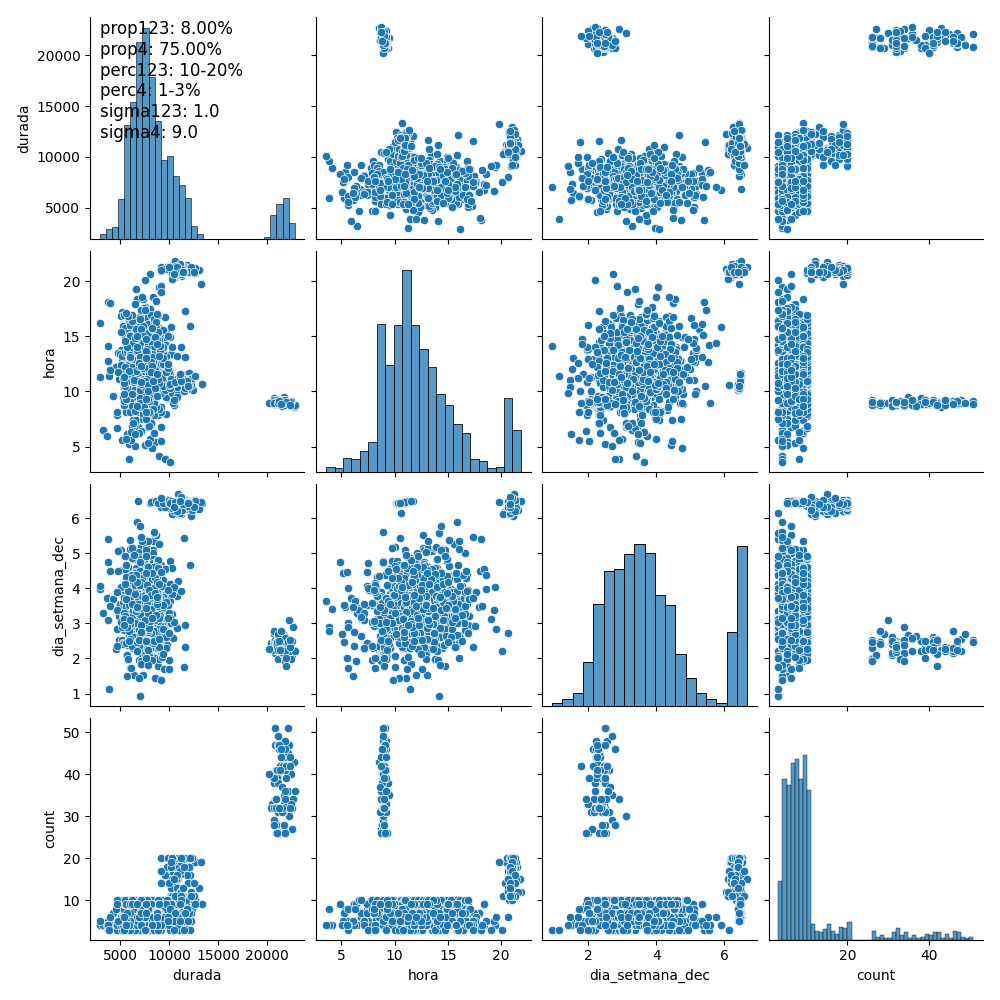 prop123: 8.00%
prop4: 75.00%
perc123: 10-20%
perc4: 1-3%
sigma123: 1.0
sigma4: 9.0
20000
15000
10000
5000
durada
20
15
10
5
hora
6
5
4
3
2
1
dia_setmana_dec
50
40
30
20
10
count
5000 10000 15000 20000
5 10 15 20
2 4 6
20 40
durada
hora
dia_setmana_dec
count